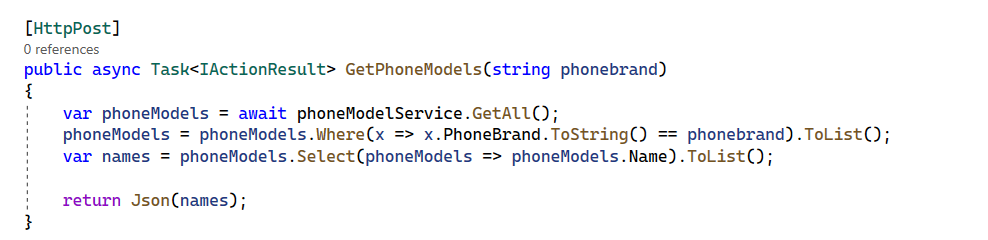 [HttpPost]
0 references
public async Task<IActionResult> GetPhoneModels(string phonebrand)
{
    var phoneModels = await phoneModelService.GetAll();
    phoneModels = phoneModels.Where(x => x.PhoneBrand.ToString() == phonebrand).ToList();
    var names = phoneModels.Select(phoneModels => phoneModels.Name).ToList();

    return Json(names);
}